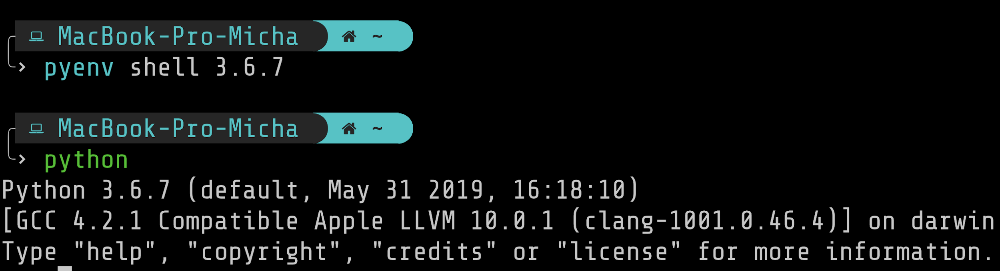 MacBook-Pro-Micha ~
> pyenv shell 3.6.7
MacBook-Pro-Micha ~
> python
Python 3.6.7 (default, May 31 2019, 16:18:10)
[GCC 4.2.1 Compatible Apple LLVM 10.0.1 (clang-1001.0.46.4)] on darwin
Type "help", "copyright", "credits" or "license" for more information.